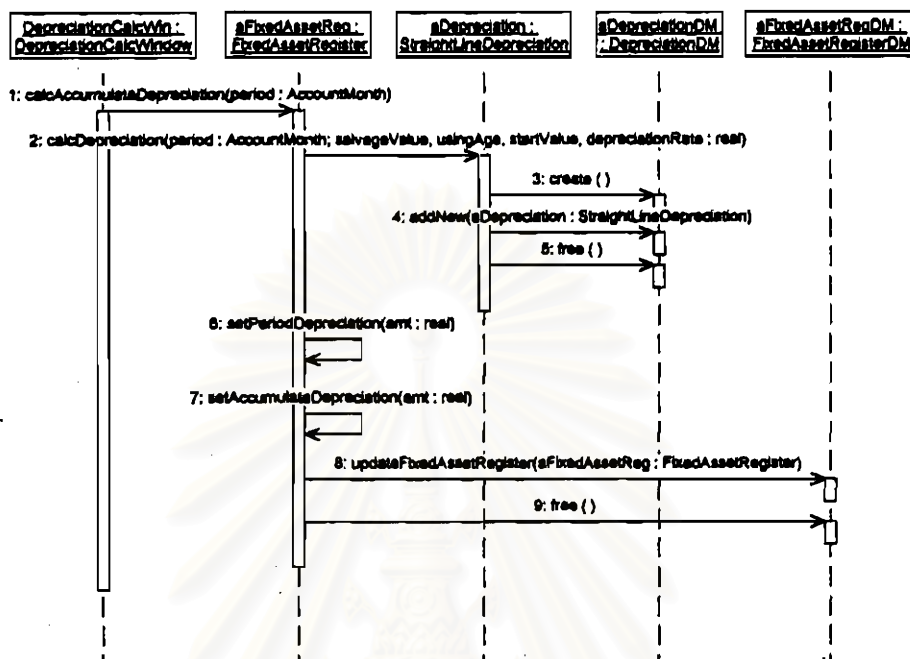 DepreciationCalcWin :
DepreciationCalcWindow
aFixedAssetReg :
FixedAssetRegister
aDepreciation :
StraightLineDepreciation
aDepreciationDM
: DepreciationDM
aFixedAssetRegDM :
FixedAssetRegisterDM
1: calcAccumulateDepreciation(period : AccountMonth)
2: calcDepreciation(period : AccountMonth; salvageValue, usingAge, startValue, depreciationRate : real)
3: create ( )
4: addNew(aDepreciation : StraightLineDepreciation)
5: free ( )
6: setPeriodDepreciation(amt : real)
7: setAccumulateDepreciation(amt : real)
8: updateFixedAssetRegister(aFixedAssetReg : FixedAssetRegister)
9: free ( )